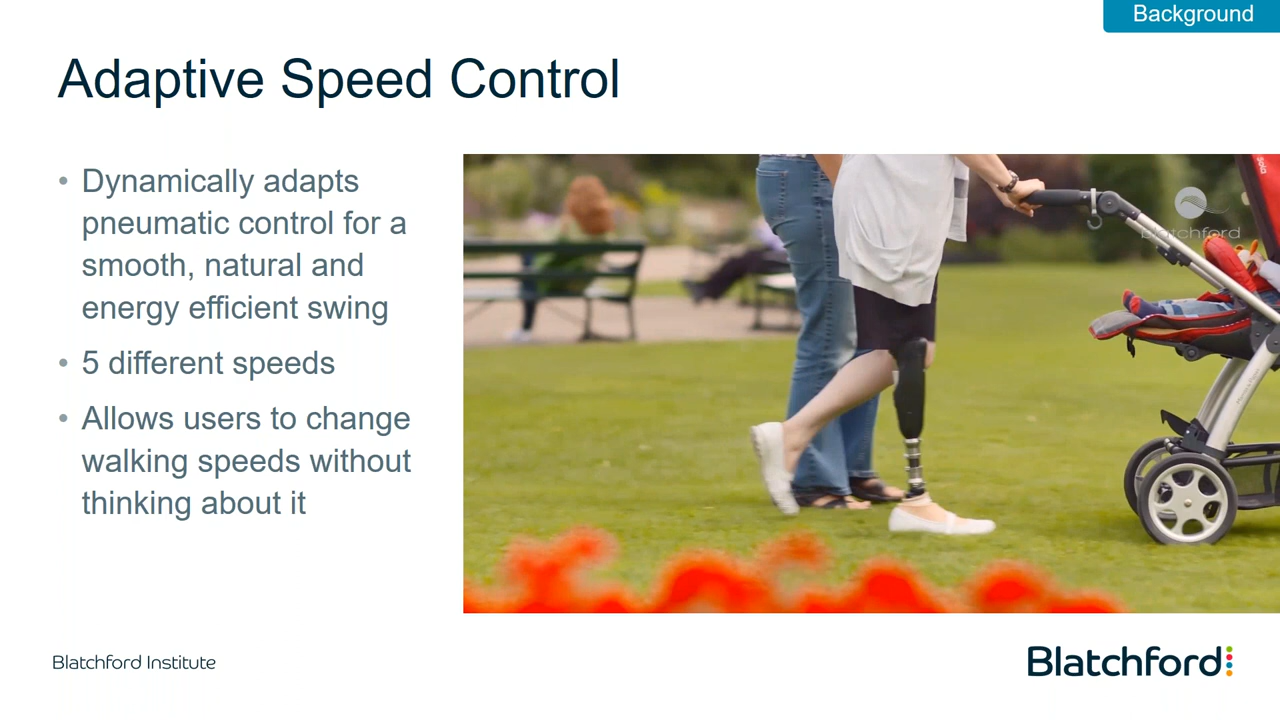 Background
Adaptive Speed Control
• Dynamically adapts
pneumatic control for a
smooth, natural and
energy efficient swing
• 5 different speeds
• Allows users to change
walking speeds without
thinking about it
blatchford
Blatchford Institute
Blatchford